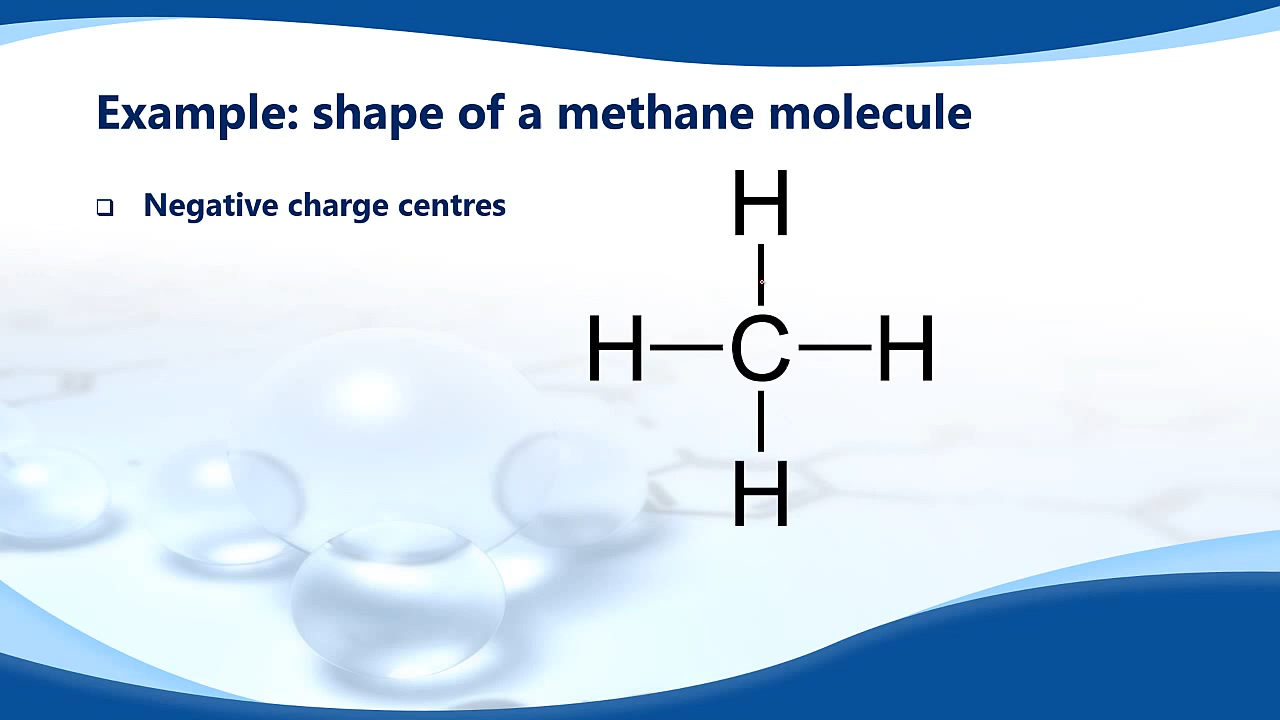 Example: shape of a methane molecule
Negative charge centres
H
H C H
H